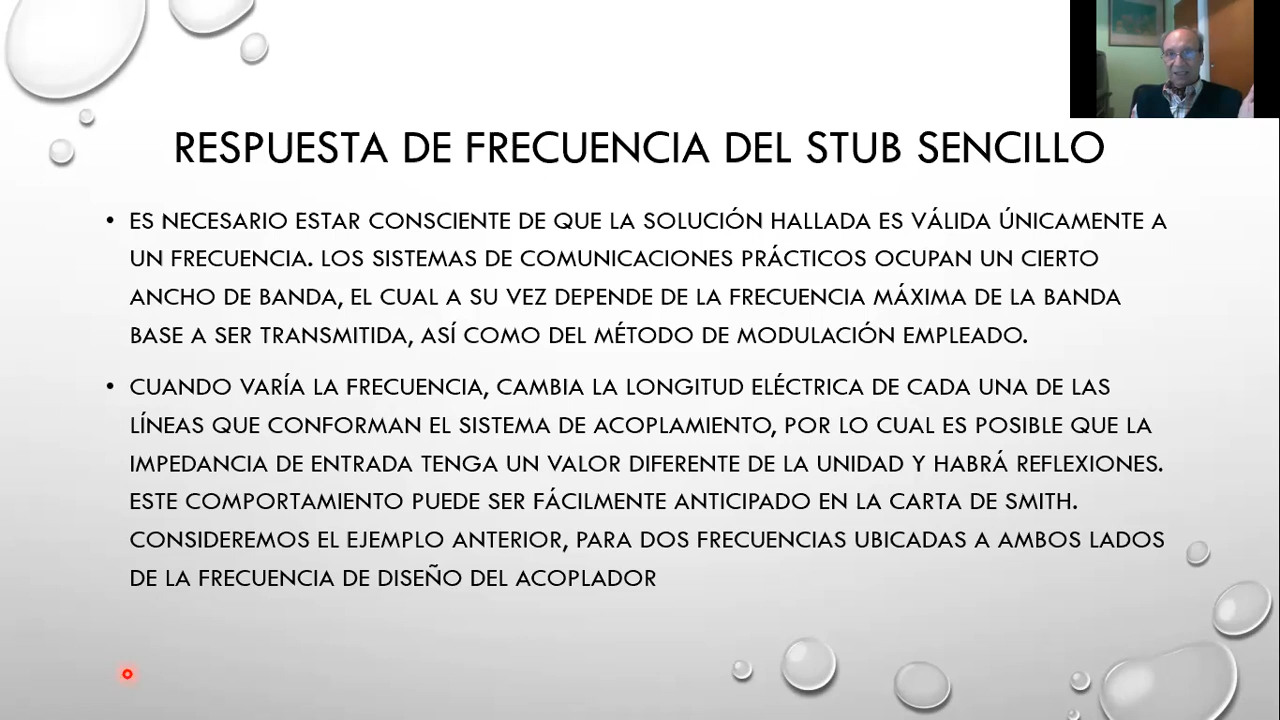 RESPUESTA DE FRECUENCIA DEL STUB SENCILLO
• ES NECESARIO ESTAR CONSCIENTE DE QUE LA SOLUCIÓN HALLADA ES VÁLIDA ÚNICAMENTE A
UN FRECUENCIA. LOS SISTEMAS DE COMUNICACIONES PRÁCTICOS OCUPAN UN CIERTO
ANCHO DE BANDA, EL CUAL A SU VEZ DEPENDE DE LA FRECUENCIA MÁXIMA DE LA BANDA
BASE A SER TRANSMITIDA, ASÍ COMO DEL MÉTODO DE MODULACIÓN EMPLEADO.
• CUANDO VARÍA LA FRECUENCIA, CAMBIA LA LONGITUD ELÉCTRICA DE CADA UNA DE LAS
LÍNEAS QUE CONFORMAN EL SISTEMA DE ACOPLAMIENTO, POR LO CUAL ES POSIBLE QUE LA
IMPEDANCIA DE ENTRADA TENGA UN VALOR DIFERENTE DE LA UNIDAD Y HABRÁ REFLEXIONES.
ESTE COMPORTAMIENTO PUEDE SER FÁCILMENTE ANTICIPADO EN LA CARTA DE SMITH.
CONSIDEREMOS EL EJEMPLO ANTERIOR, PARA DOS FRECUENCIAS UBICADAS A AMBOS LADOS
DE LA FRECUENCIA DE DISEÑO DEL ACOPLADOR